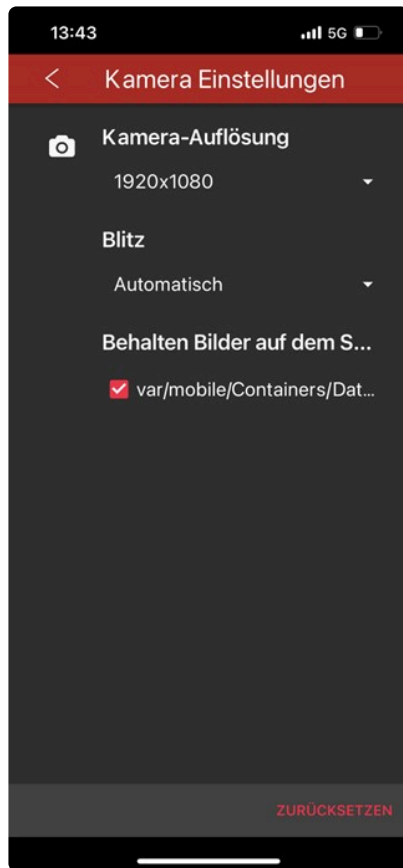 13:43
5G
Kamera Einstellungen
Kamera-Auflösung
1920x1080
Blitz
Automatisch
Behalten Bilder auf dem S...
var/mobile/Containers/Dat...
ZURÜCKSETZEN